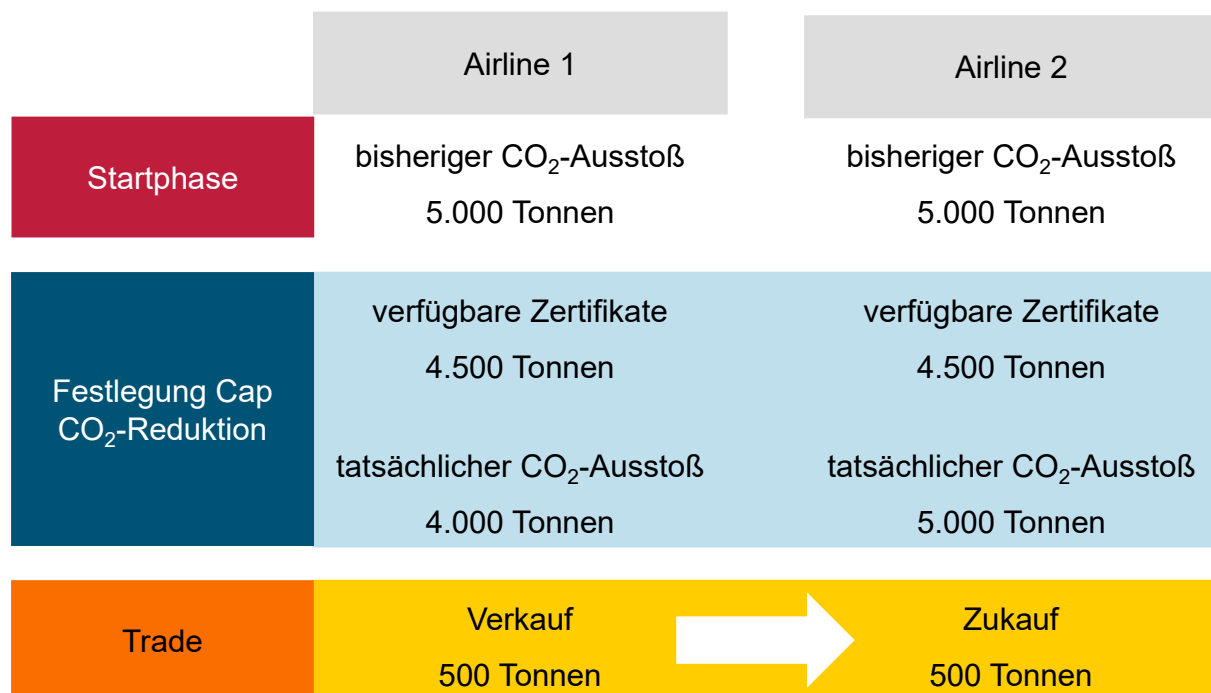 Airline 1
Airline 2
Startphase
bisheriger CO₂-Ausstoß
5.000 Tonnen
bisheriger CO₂-Ausstoß
5.000 Tonnen
Festlegung Cap
CO₂-Reduktion
verfügbare Zertifikate
4.500 Tonnen
tatsächlicher CO₂-Ausstoß
4.000 Tonnen
verfügbare Zertifikate
4.500 Tonnen
tatsächlicher CO₂-Ausstoß
5.000 Tonnen
Trade
Verkauf
500 Tonnen
Zukauf
500 Tonnen